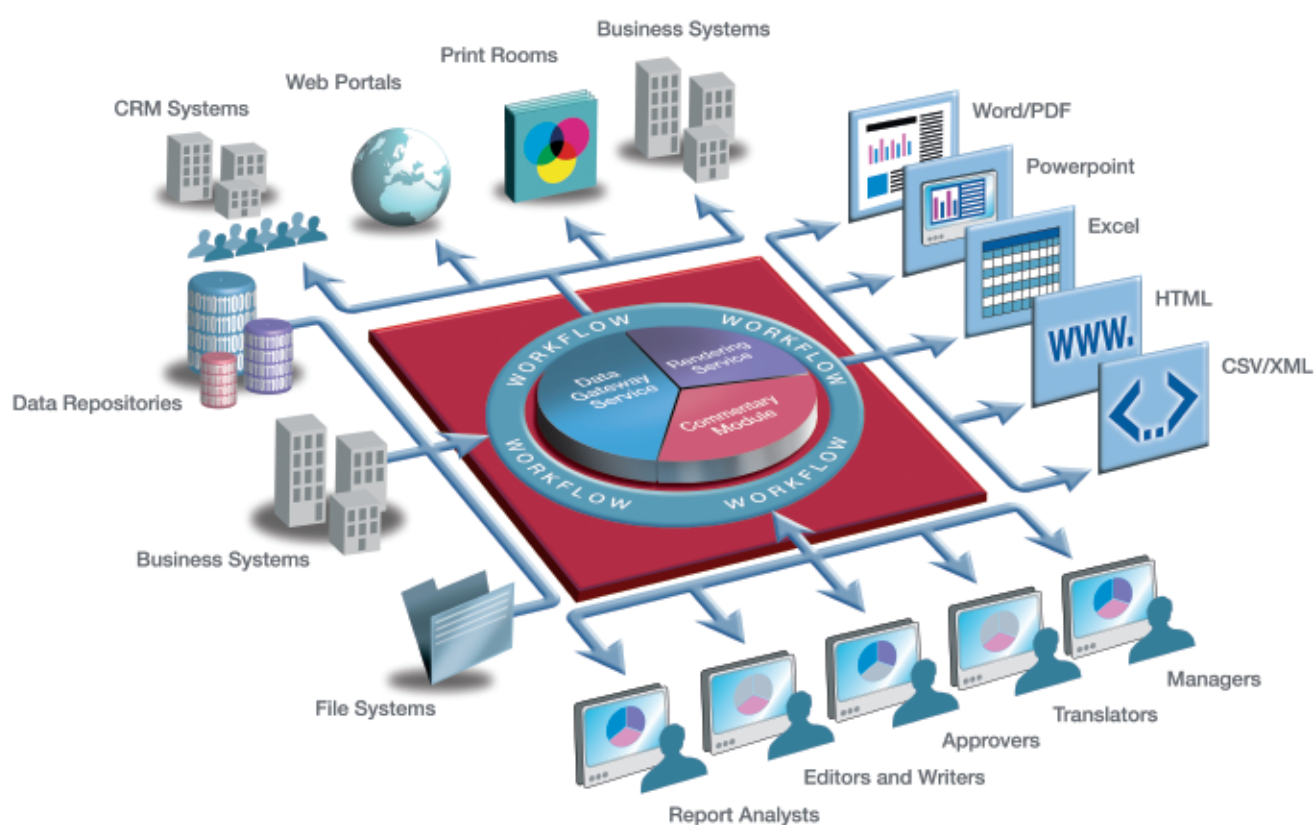 Business Systems
Print Rooms
Web Portals
CRM Systems
Word/PDF
Powerpoint
Excel
HTML
WWW.
CSV/XML
<..>
WORKFLOW
WORKFLOW
Rendering
Service
Data
Gateway
Service
Commentary
Module
WORKFLOW
WORKFLOW
Data Repositories
Business Systems
File Systems
Managers
Translators
Approvers
Editors and Writers
Report Analysts